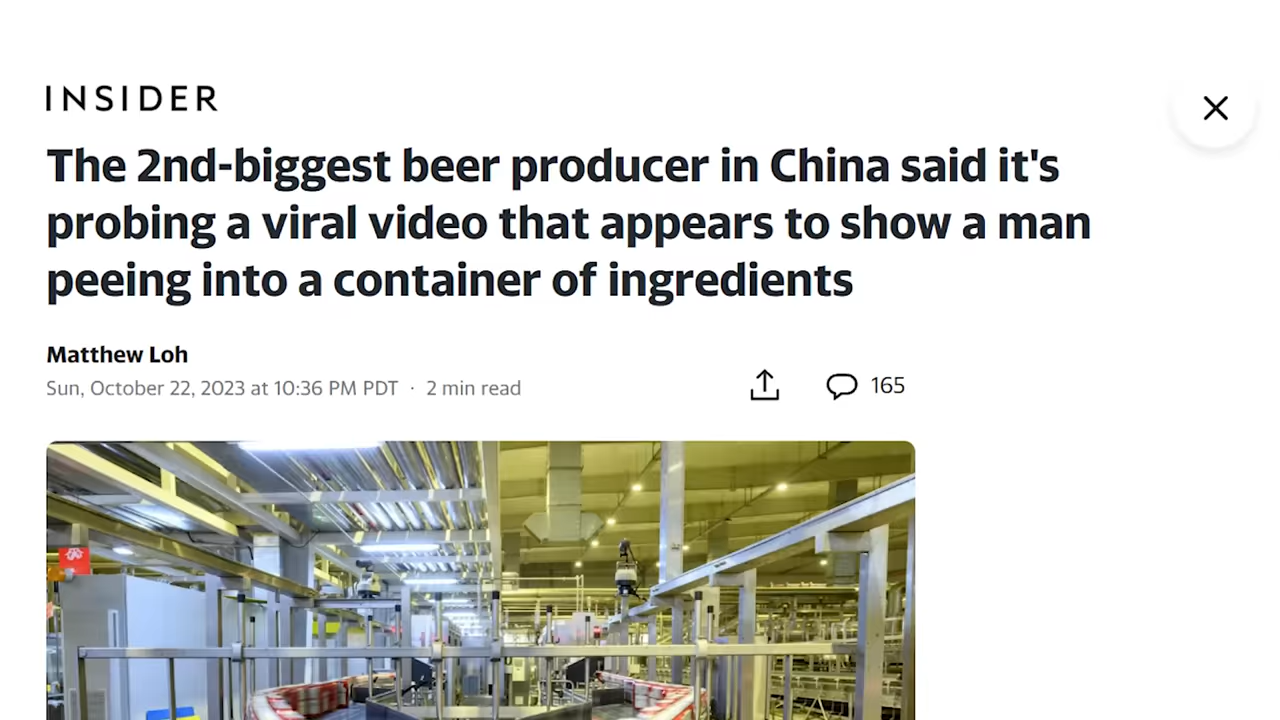 INSIDER
The 2nd-biggest beer producer in China said it's
probing a viral video that appears to show a man
peeing into a container of ingredients
Matthew Loh
Sun, October 22, 2023 at 10:36 PM PDT · 2 min read
165